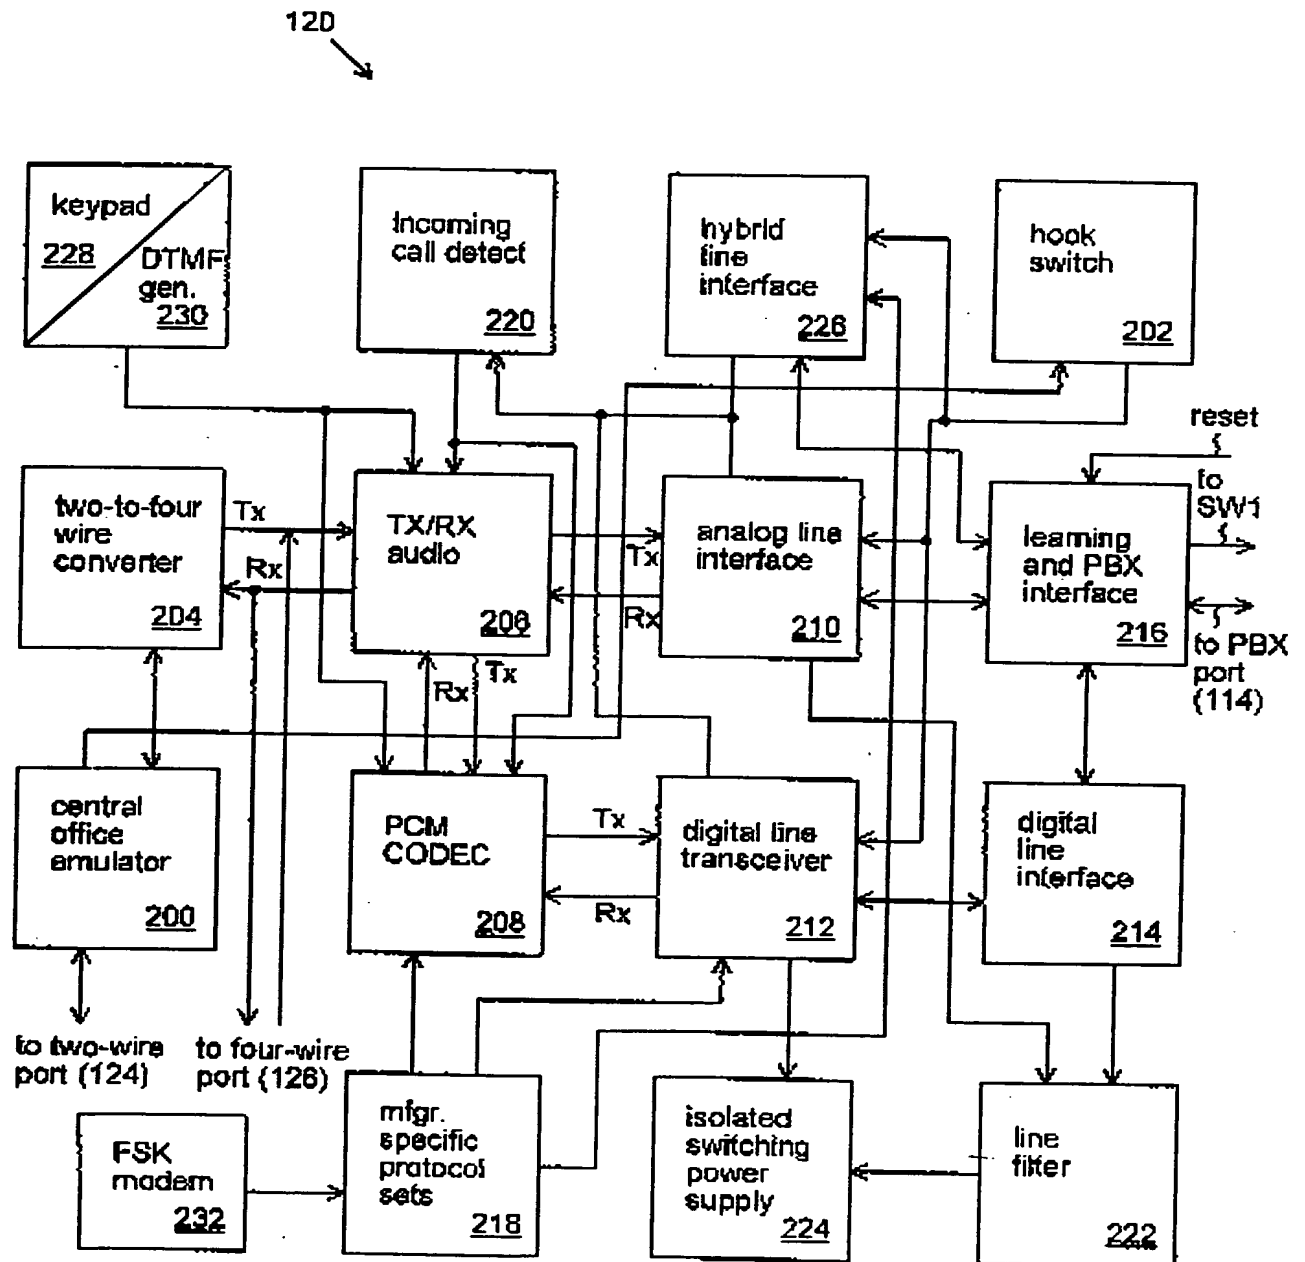 12D
keypad
228
DTMF
gen.
230
incoming
call detect
220
hybrid
line
interface
226
hook
switch
202
reset
to
SW1
to PBX
port
(114)
two-to-four
wire
converter
204
Tx
Rx
TX/RX
audio
206
Tx
Rx
analog line
interface
210
learning
and PBX
interface
216
Rx
Tx
central
office
emulator
200
PCM
CODEC
208
Tx
Rx
digital line
transceiver
212
digital
line
interface
214
to two-wire
port (124)
to four-wire
port (126)
FSK
modem
232
mfgr.
specific
protocol
sets
218
isolated
switching
power
supply
224
line
filter
222